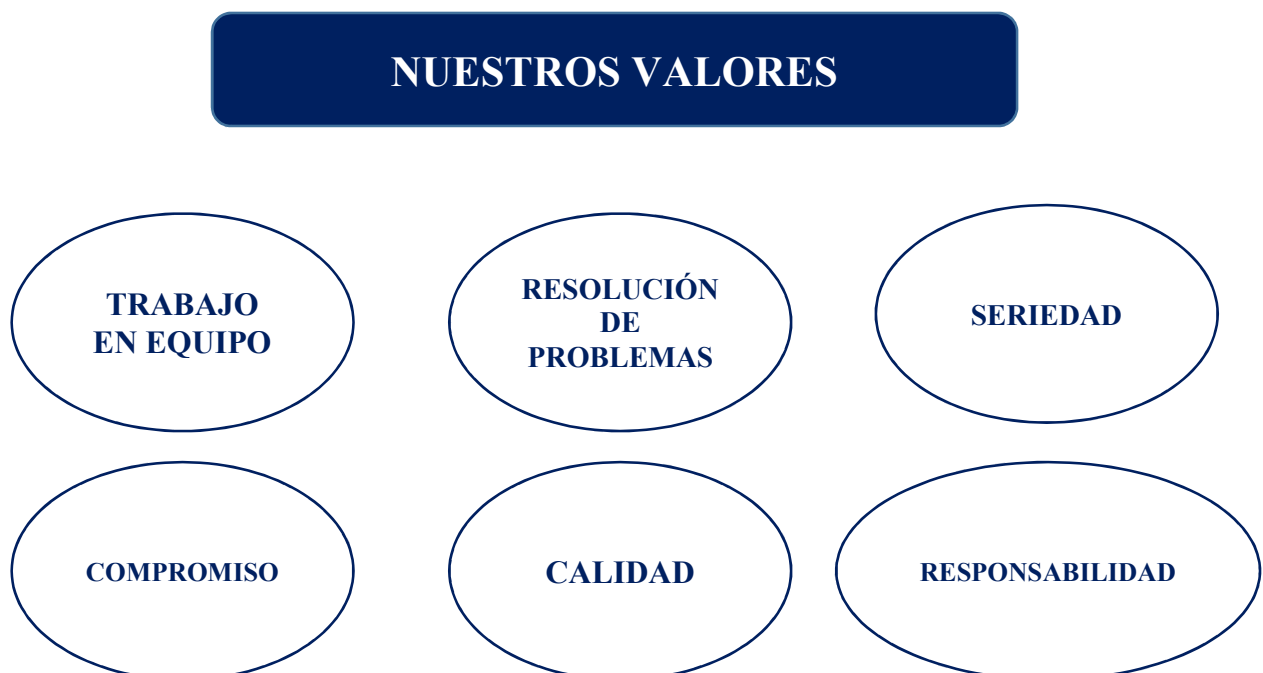 NUESTROS VALORES
TRABAJO
EN EQUIPO
RESOLUCIÓN
DE
PROBLEMAS
SERIEDAD
COMPROMISO
CALIDAD
RESPONSABILIDAD